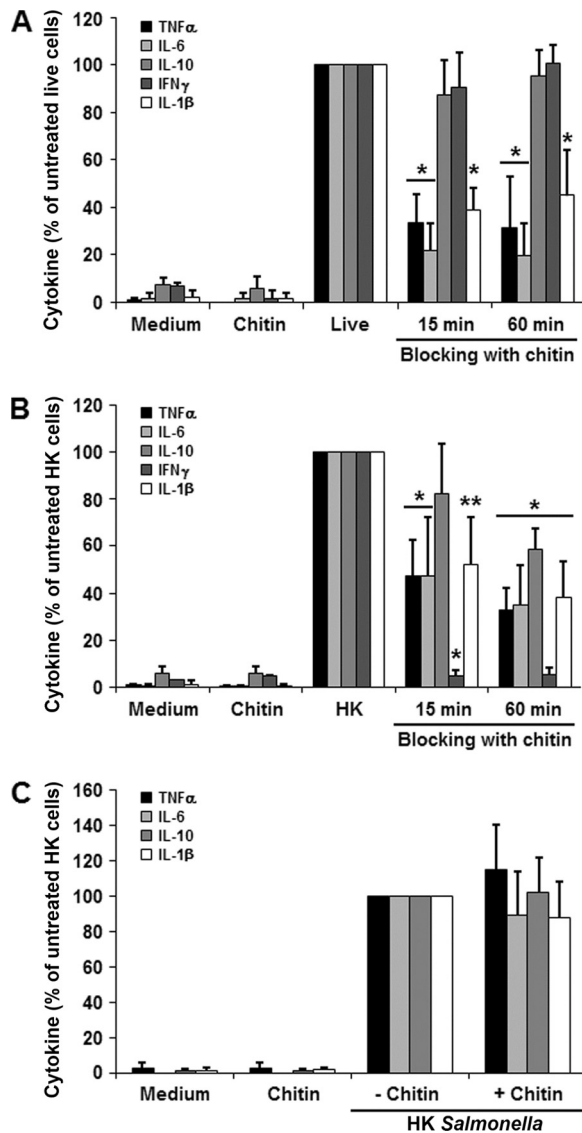 A
Cytokine (% of untreated live cells)
120
100
80
60
40
20
0
TNFα
IL-6
IL-10
IFNγ
IL-1β
*
*
*
*
Medium
Chitin
Live
15 min
60 min
Blocking with chitin
B
Cytokine (% of untreated HK cells)
120
100
80
60
40
20
0
TNFα
IL-6
IL-10
IFNγ
IL-1β
*
**
*
*
Medium
Chitin
HK
15 min
60 min
Blocking with chitin
C
Cytokine (% of untreated HK cells)
160
140
120
100
80
60
40
20
0
TNFα
IL-6
IL-10
IL-1β
Medium
Chitin
- Chitin
+ Chitin
HK Salmonella